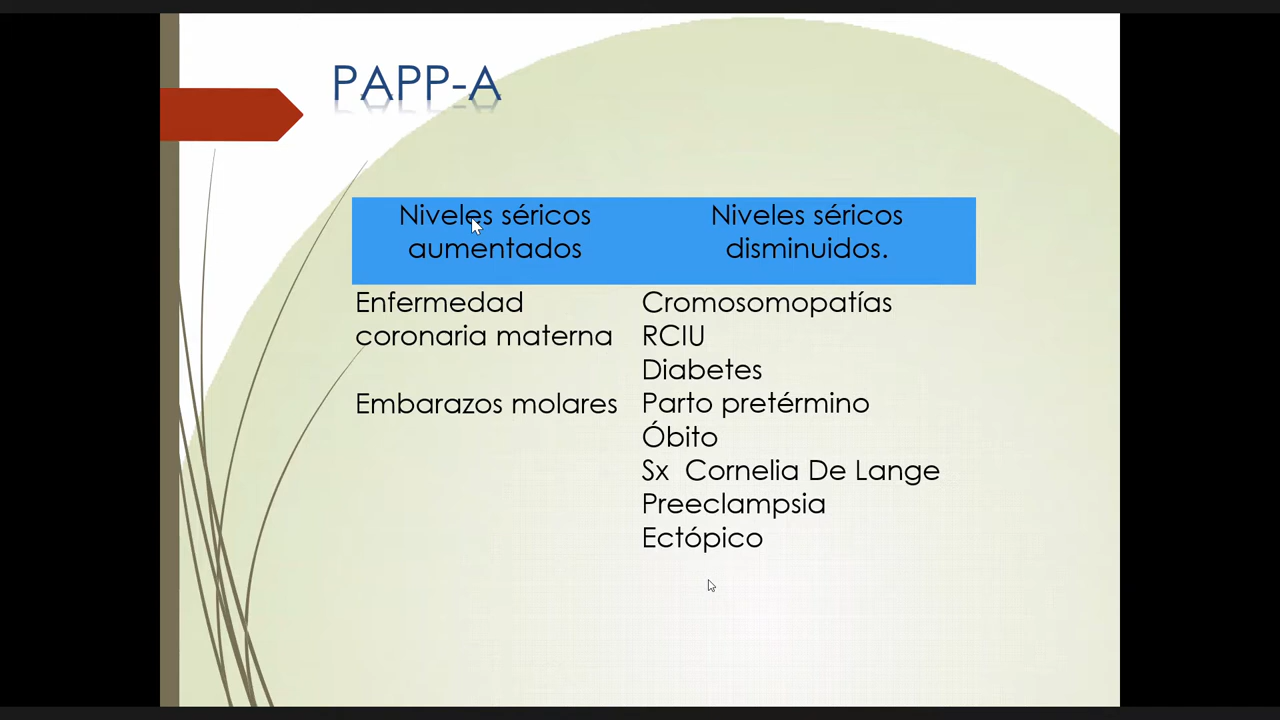 PAPP-A
Niveles séricos
aumentados
Niveles séricos
disminuidos.
Enfermedad
coronaria materna
Embarazos molares
Cromosomopatías
RCIU
Diabetes
Parto pretérmino
Óbito
Sx  Cornelia De Lange
Preeclampsia
Ectópico